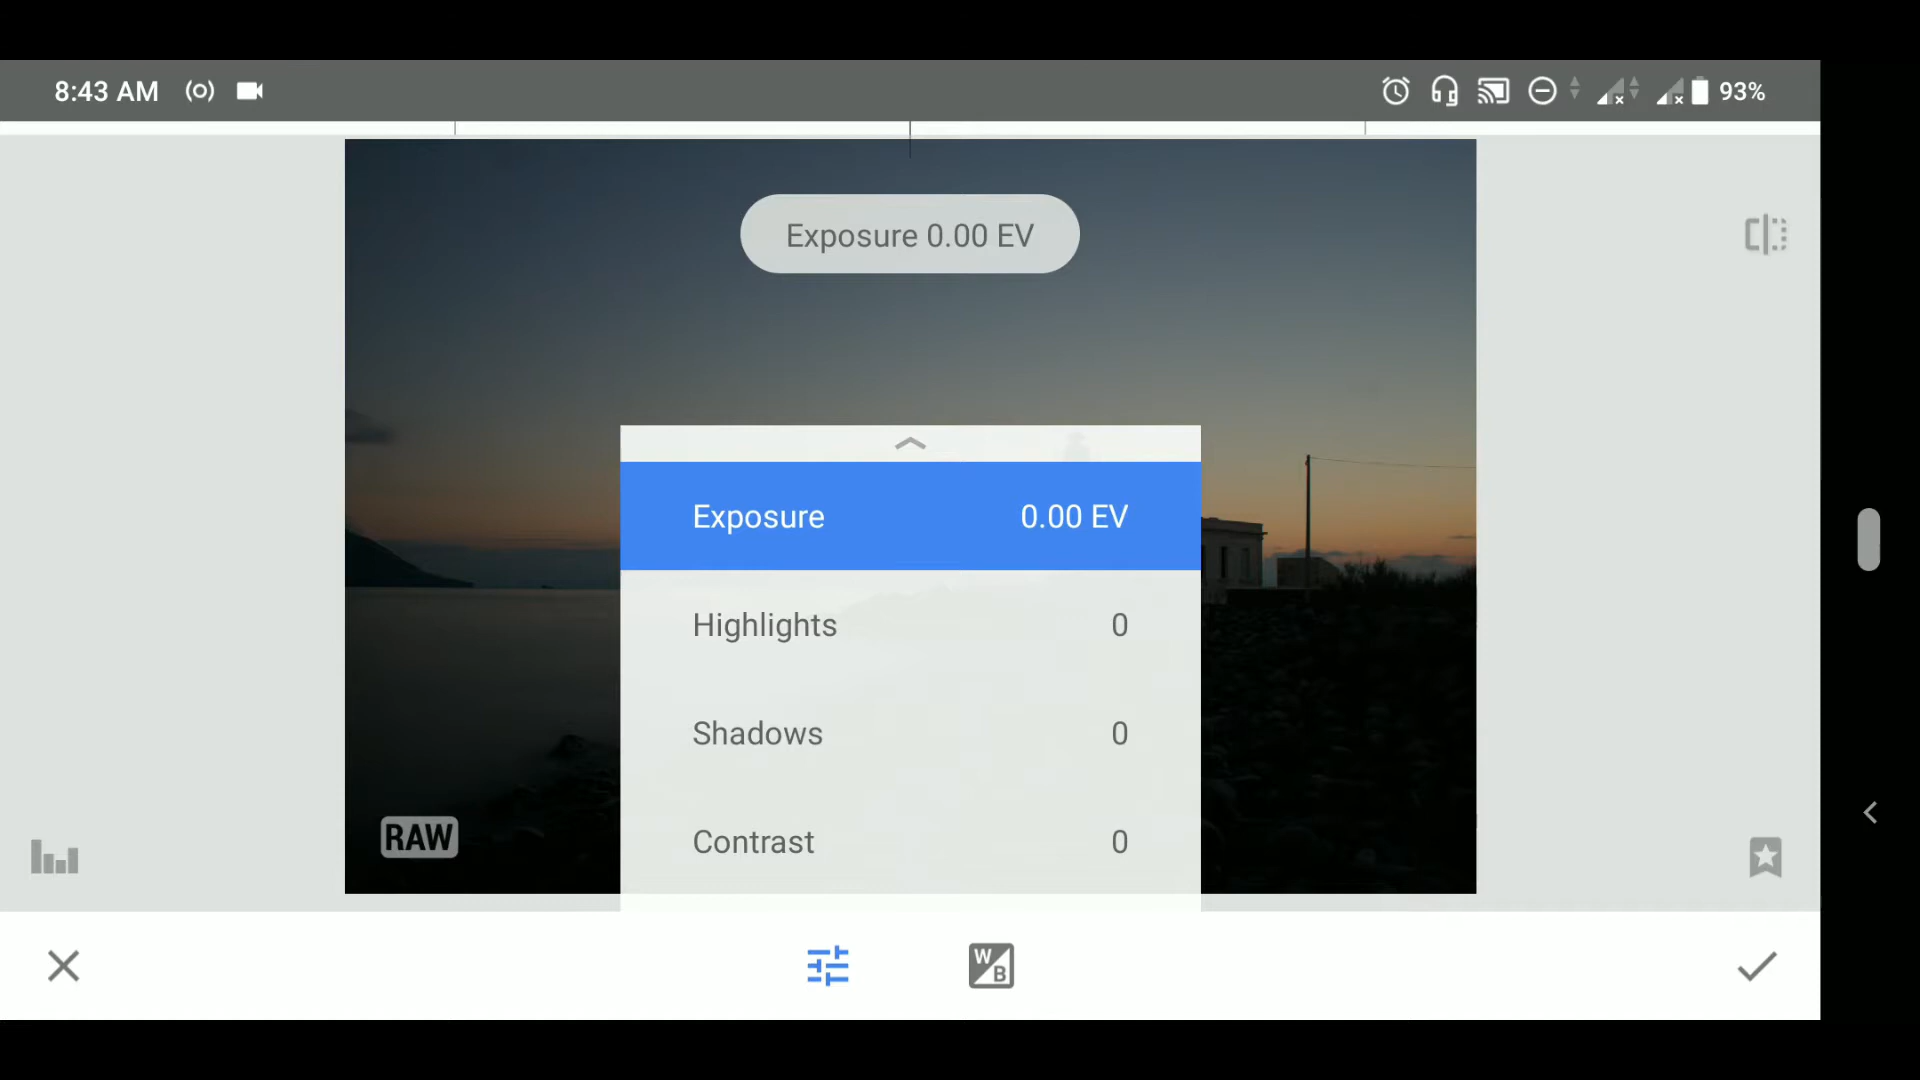 8:43 AM
93%
Exposure 0.00 EV
Exposure 0.00 EV
Highlights 0
Shadows 0
Contrast 0
RAW
W B